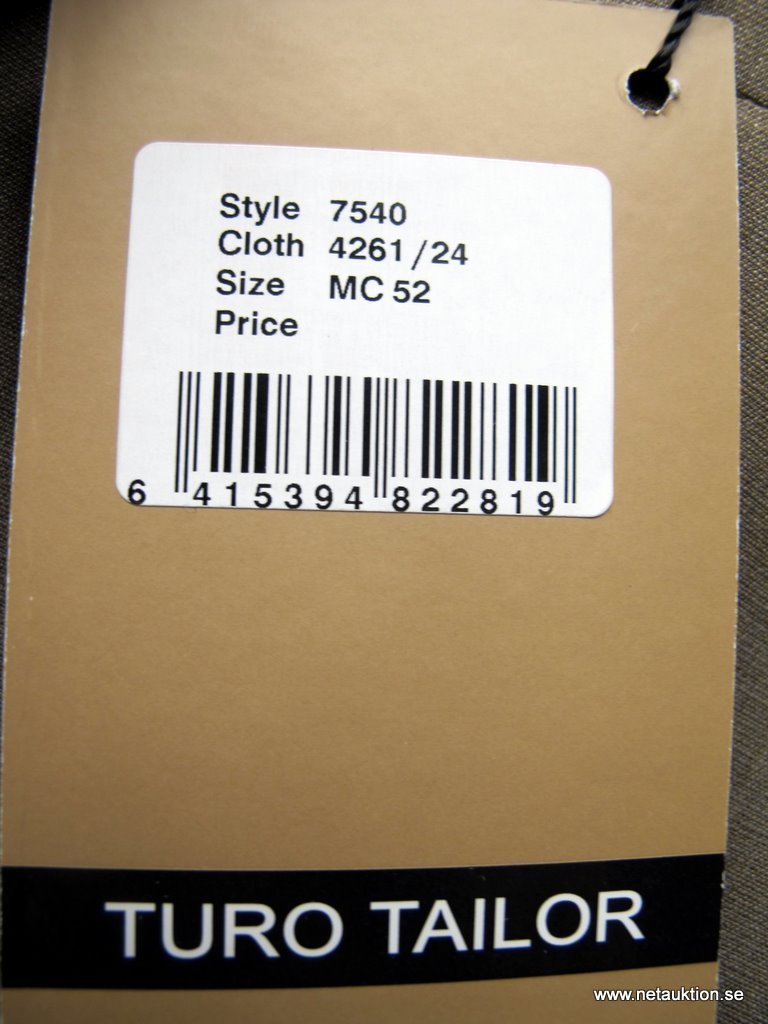 Style 7540
Cloth 4261/24
Size MC 52
Price
6 415394 822819
TURO TAILOR
www.netauktion.se